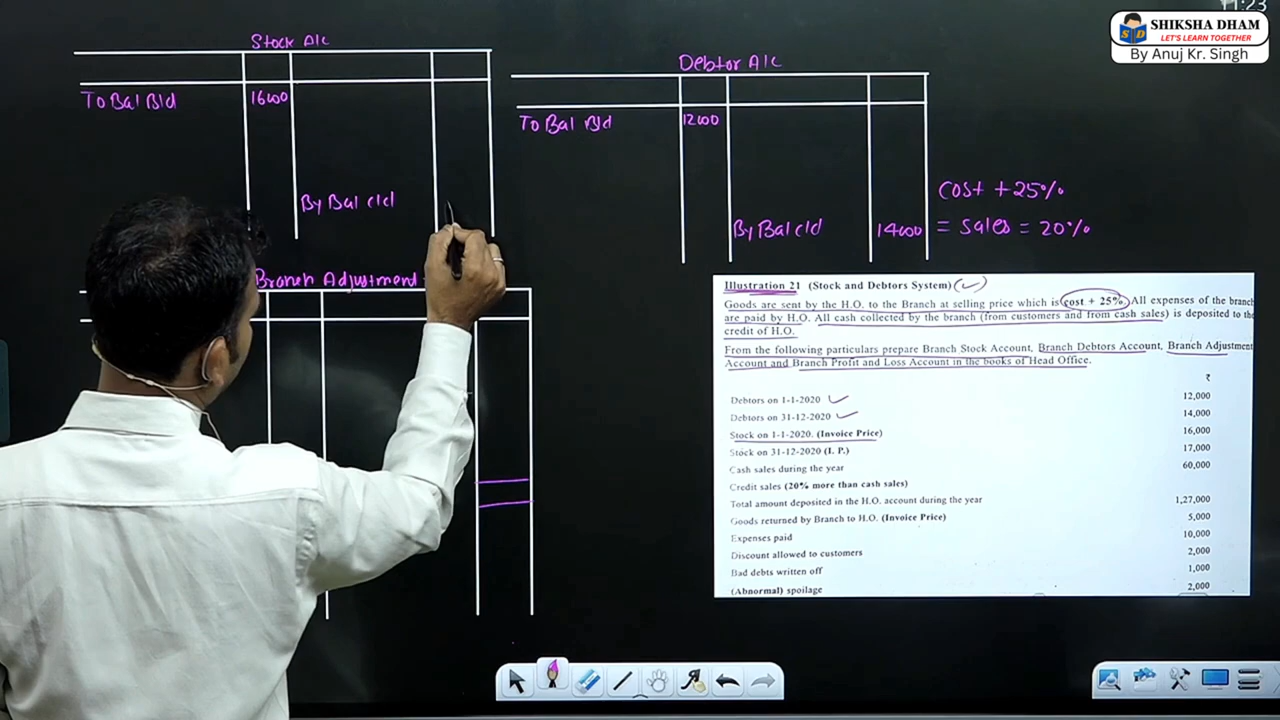 11:23
SHIKSHA DHAM
LET'S LEARN TOGETHER
By Anuj Kr. Singh
Stock A/c
To Bal B/d 16000
By Bal c/d
Debtor A/c
To Bal B/d 12000
By Bal c/d 14000
Cost + 25%
= Sales = 20%
Branch Adjustment
Illustration 21 (Stock and Debtors System)
Goods are sent by the H.O. to the Branch at selling price which is cost + 25%. All expenses of the branch
are paid by H.O. All cash collected by the branch (from customers and from cash sales) is deposited to the
credit of H.O.
From the following particulars prepare Branch Stock Account, Branch Debtors Account, Branch Adjustment
Account and Branch Profit and Loss Account in the books of Head Office.
₹
Debtors on 1-1-2020 12,000
Debtors on 31-12-2020 14,000
Stock on 1-1-2020. (Invoice Price) 16,000
Stock on 31-12-2020 (I. P.) 17,000
Cash sales during the year 60,000
Credit sales (20% more than cash sales)
Total amount deposited in the H.O. account during the year 1,27,000
Goods returned by Branch to H.O. (Invoice Price) 5,000
Expenses paid 10,000
Discount allowed to customers 2,000
Bad debts written off 1,000
(Abnormal) spoilage 2,000